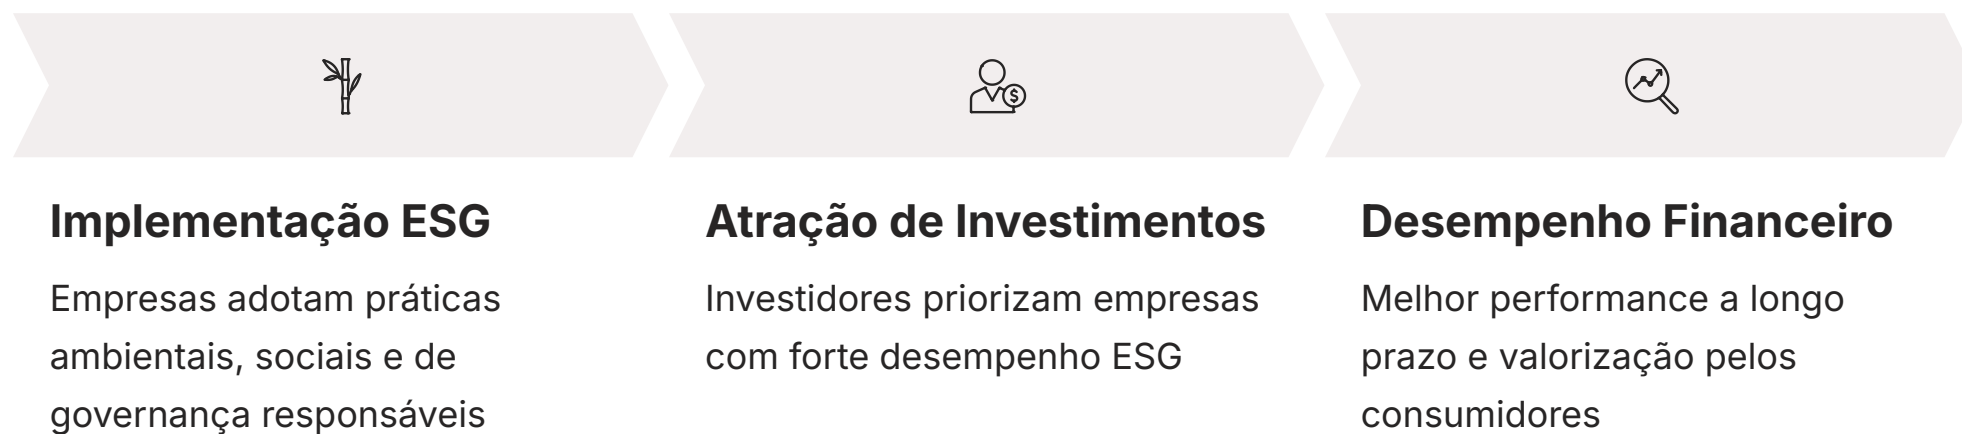 Implementação ESG
Empresas adotam práticas
ambientais, sociais e de
governança responsáveis
Atração de Investimentos
Investidores priorizam empresas
com forte desempenho ESG
Desempenho Financeiro
Melhor performance a longo
prazo e valorização pelos
consumidores